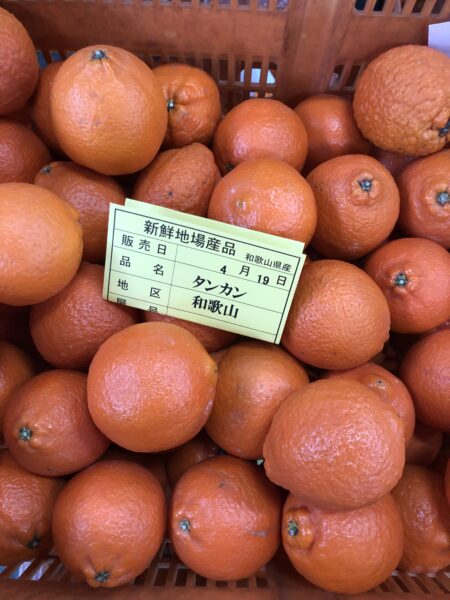 新鮮地場産品 和歌山県産
販売日 4月19日
品名 タンカン
地区 和歌山